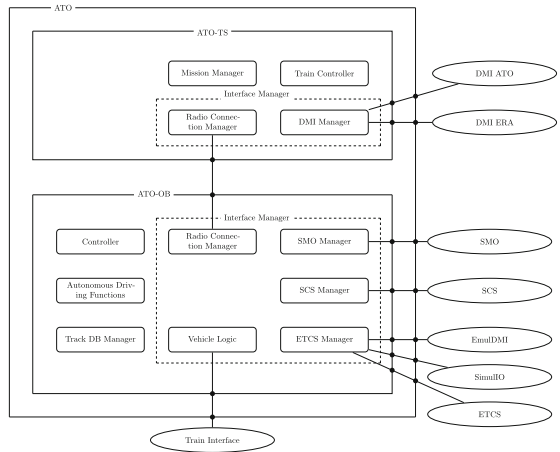 ATO
ATO-TS
Mission Manager
Train Controller
DMI ATO
Interface Manager
Radio Connec-
tion Manager
DMI Manager
DMI ERA
ATO-OB
Interface Manager
Controller
Radio Connec-
tion Manager
SMO Manager
SMO
Autonomous Driv-
ing Functions
SCS Manager
SCS
Track DB Manager
Vehicle Logic
ETCS Manager
EmulDMI
SimulIO
ETCS
Train Interface